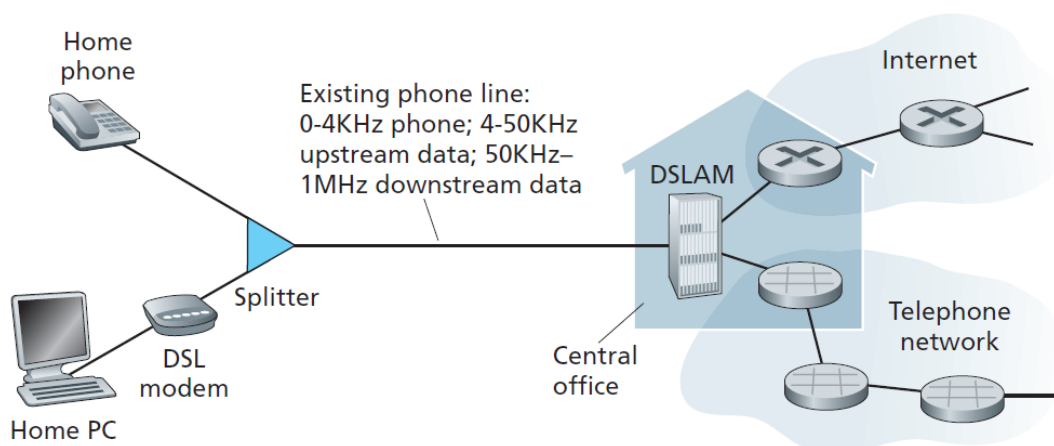 Home
phone
Existing phone line:
0-4KHz phone; 4-50KHz
upstream data; 50KHz–
1MHz downstream data
Internet
DSLAM
Splitter
DSL
modem
Home PC
Central
office
Telephone
network